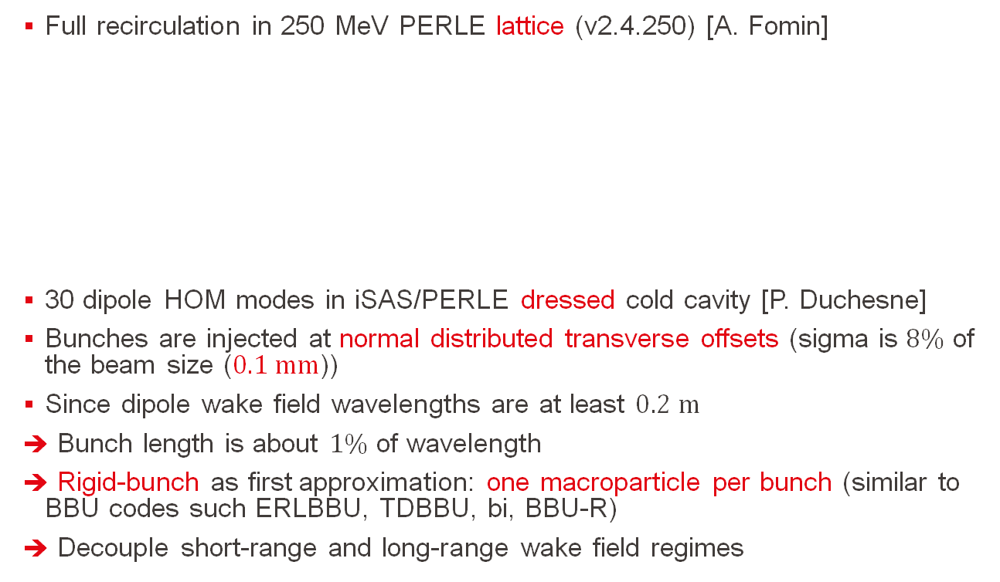 ▪ Full recirculation in 250 MeV PERLE lattice (v2.4.250) [A. Fomin]
▪ 30 dipole HOM modes in iSAS/PERLE dressed cold cavity [P. Duchesne]
▪ Bunches are injected at normal distributed transverse offsets (sigma is 8% of
the beam size (0.1 mm))
▪ Since dipole wake field wavelengths are at least 0.2 m
➔ Bunch length is about 1% of wavelength
➔ Rigid-bunch as first approximation: one macroparticle per bunch (similar to
BBU codes such ERLBBU, TDBBU, bi, BBU-R)
➔ Decouple short-range and long-range wake field regimes